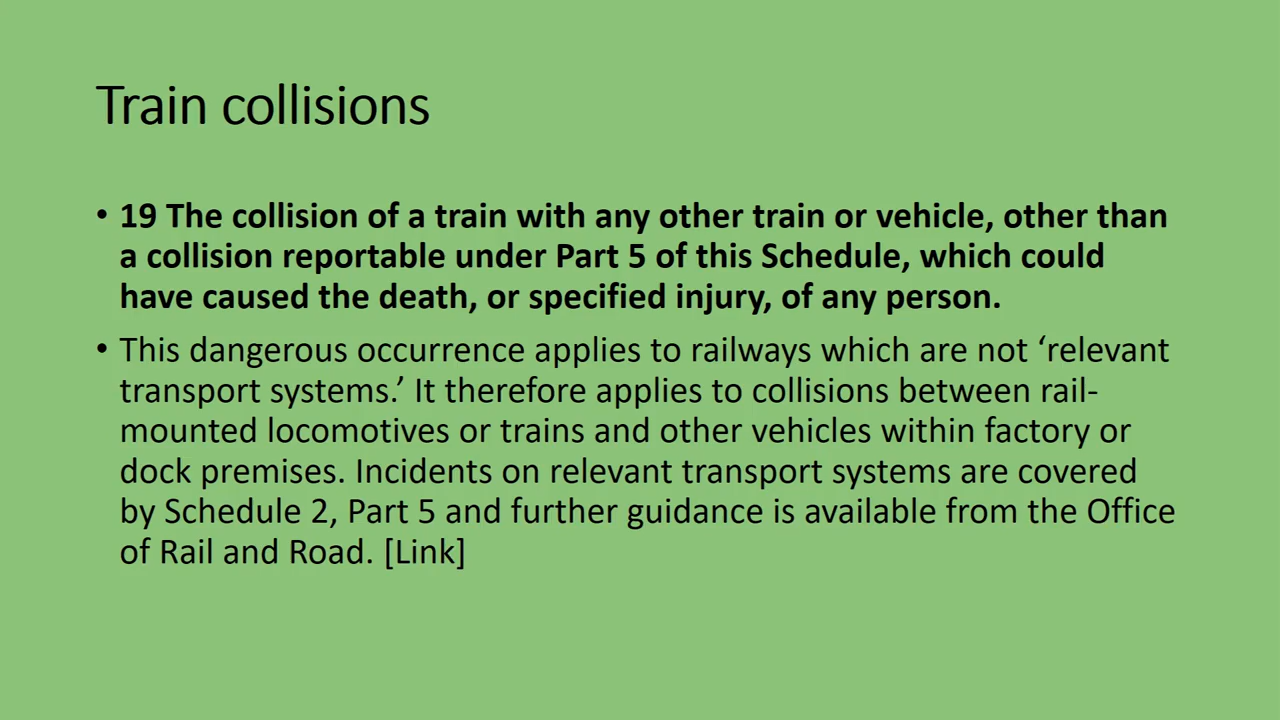 Train collisions
• 19 The collision of a train with any other train or vehicle, other than
a collision reportable under Part 5 of this Schedule, which could
have caused the death, or specified injury, of any person.
• This dangerous occurrence applies to railways which are not ‘relevant
transport systems.’ It therefore applies to collisions between rail-
mounted locomotives or trains and other vehicles within factory or
dock premises. Incidents on relevant transport systems are covered
by Schedule 2, Part 5 and further guidance is available from the Office
of Rail and Road. [Link]